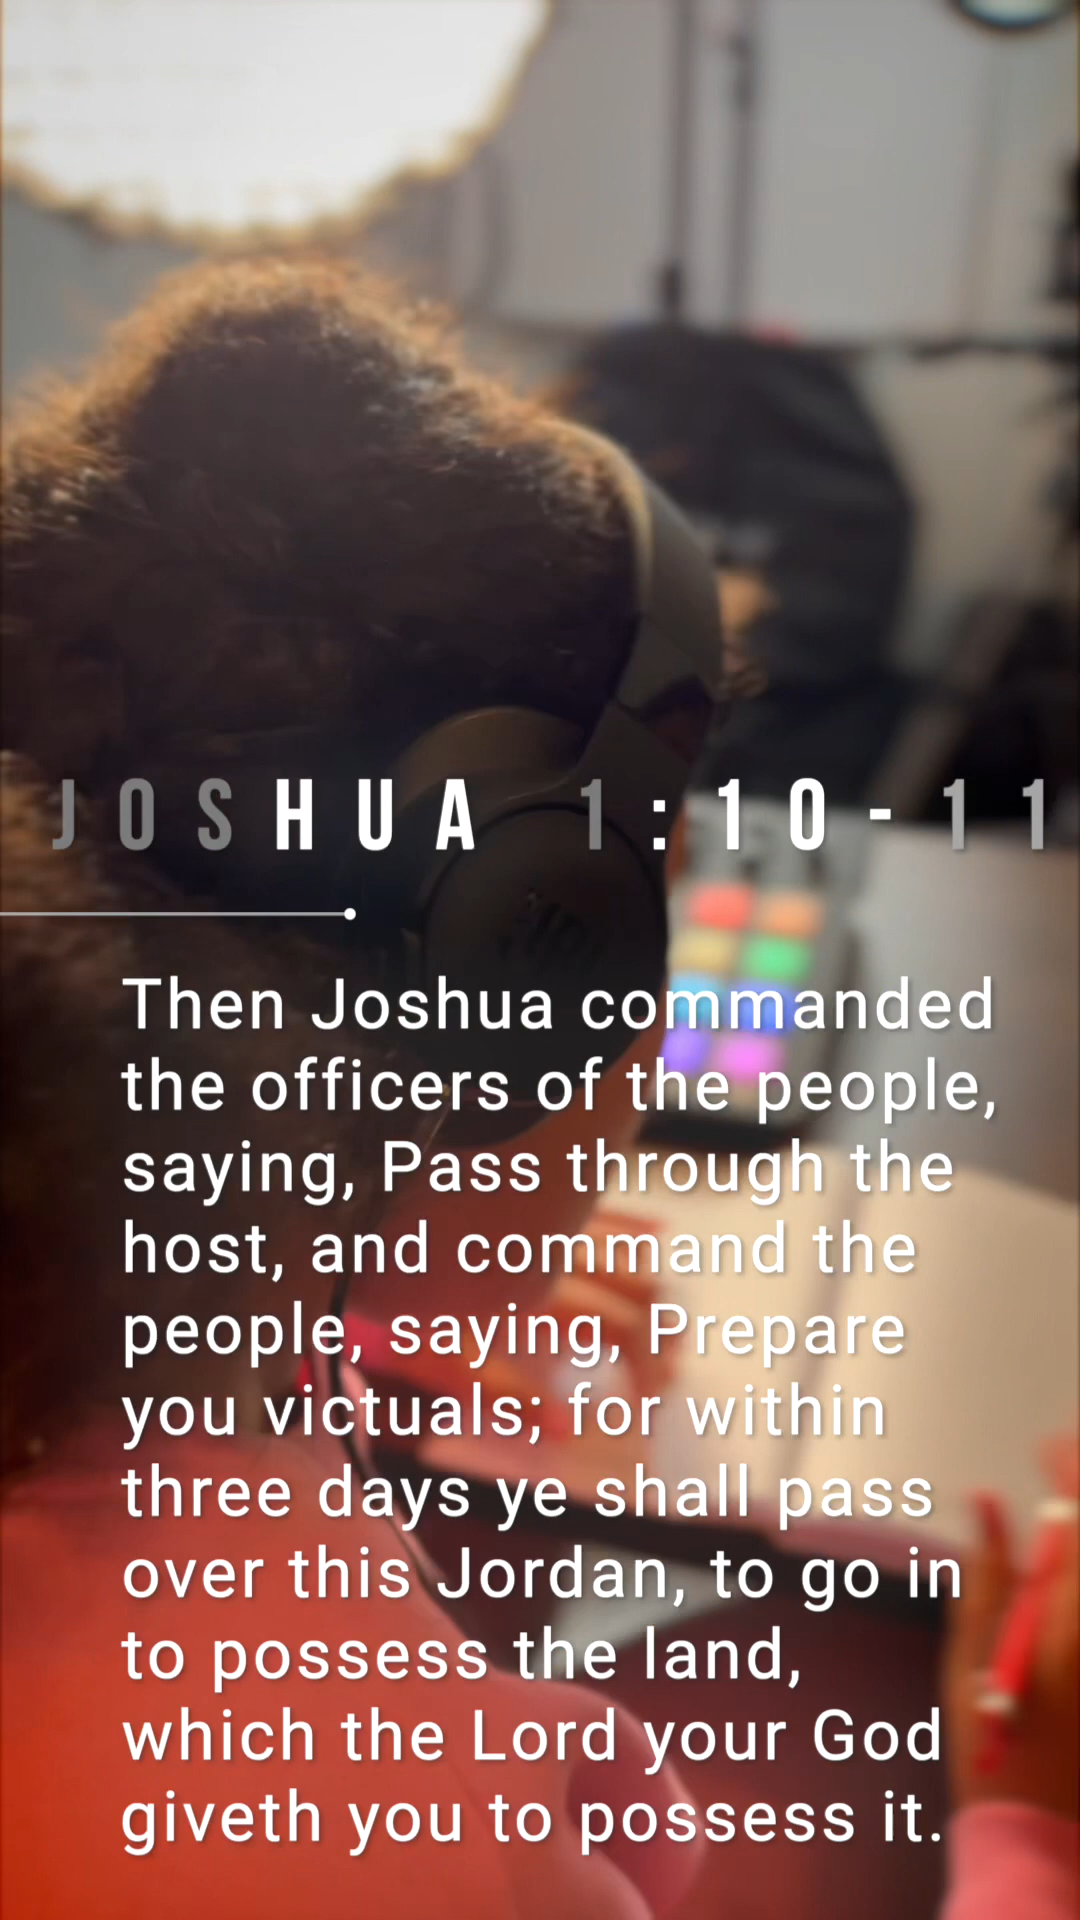 JOSHUA 1:10-11
Then Joshua commanded
the officers of the people,
saying, Pass through the
host, and command the
people, saying, Prepare
you victuals; for within
three days ye shall pass
over this Jordan, to go in
to possess the land,
which the Lord your God
giveth you to possess it.